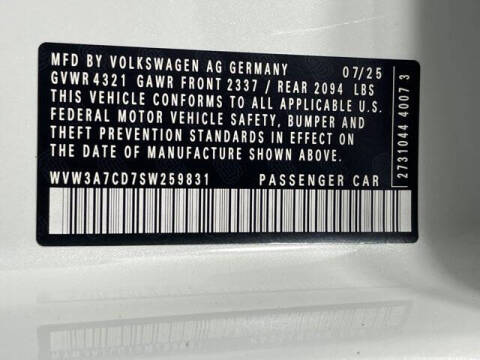 MFD BY VOLKSWAGEN AG GERMANY 07/25
GVWR 4321 GAWR FRONT 2337 / REAR 2094 LBS
THIS VEHICLE CONFORMS TO ALL APPLICABLE U.S.
FEDERAL MOTOR VEHICLE SAFETY, BUMPER AND
THEFT PREVENTION STANDARDS IN EFFECT ON
THE DATE OF MANUFACTURE SHOWN ABOVE.
WVW3A7CD7SW259831 PASSENGER CAR
2731044 4007 3